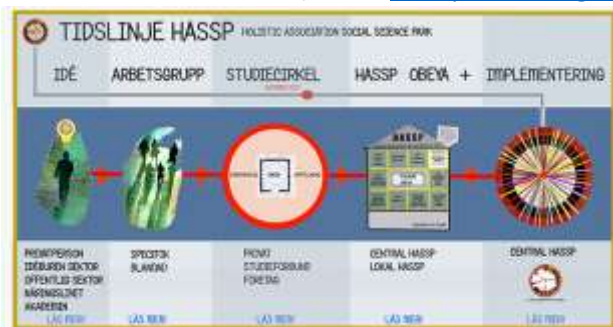 TIDSLINJE HASSP HOLISTIC ASSOCIATION SOCIAL SCIENCE PARK
IDÉ ARBETSGRUPP STUDIECIRKEL HASSP OBEYA + IMPLEMENTERING
HASSP
PRIVATPERSON
IDÉBUREN SEKTOR
OFFENTLIG SEKTOR
NÄRINGSLIVET
AKADEMIN
LÄS MER!
SPECIFIK
BLANDAD
LÄS MER!
PRIVAT
STUDIEFÖRBUND
FÖRETAG
LÄS MER!
CENTRAL HASSP
LOKAL HASSP
LÄS MER!
CENTRAL HASSP
LÄS MER!